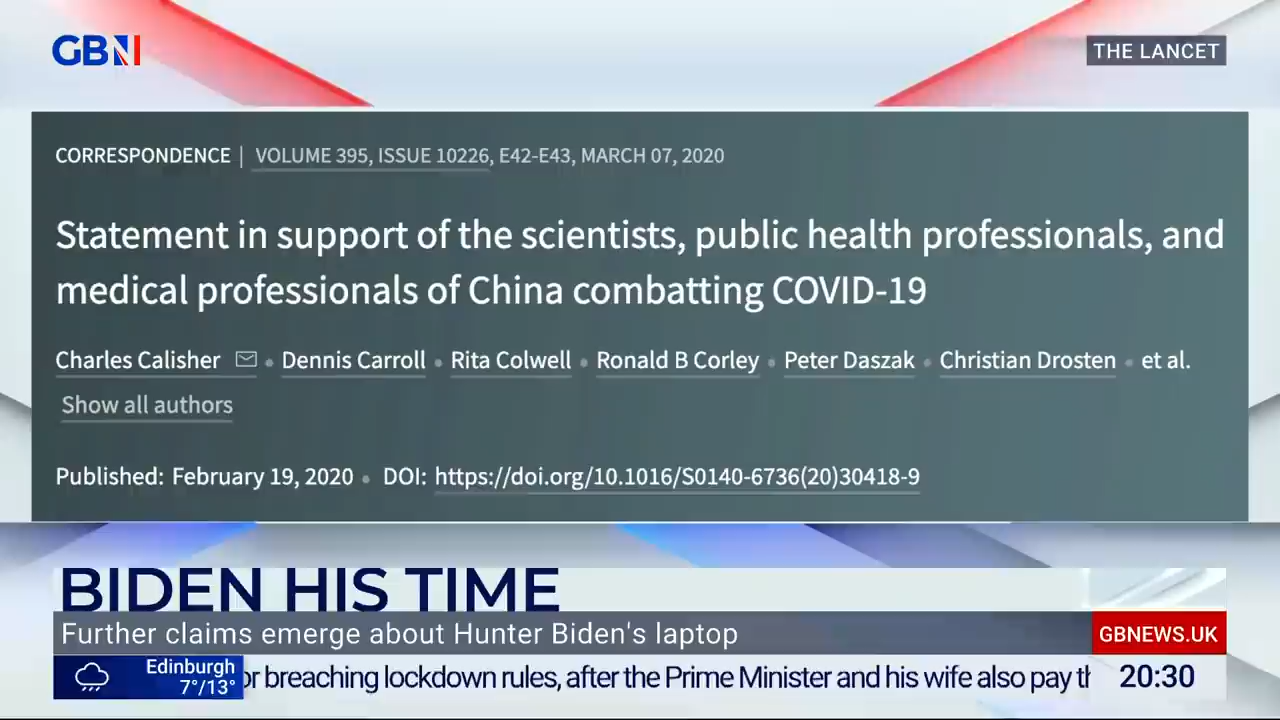 GBN
THE LANCET
CORRESPONDENCE | VOLUME 395, ISSUE 10226, E42-E43, MARCH 07, 2020
Statement in support of the scientists, public health professionals, and
medical professionals of China combatting COVID-19
Charles Calisher • Dennis Carroll • Rita Colwell • Ronald B Corley • Peter Daszak • Christian Drosten • et al.
Show all authors
Published: February 19, 2020 • DOI: https://doi.org/10.1016/S0140-6736(20)30418-9
BIDEN HIS TIME
Further claims emerge about Hunter Biden's laptop
GBNEWS.UK
Edinburgh
7°/13°
or breaching lockdown rules, after the Prime Minister and his wife also pay th
20:30